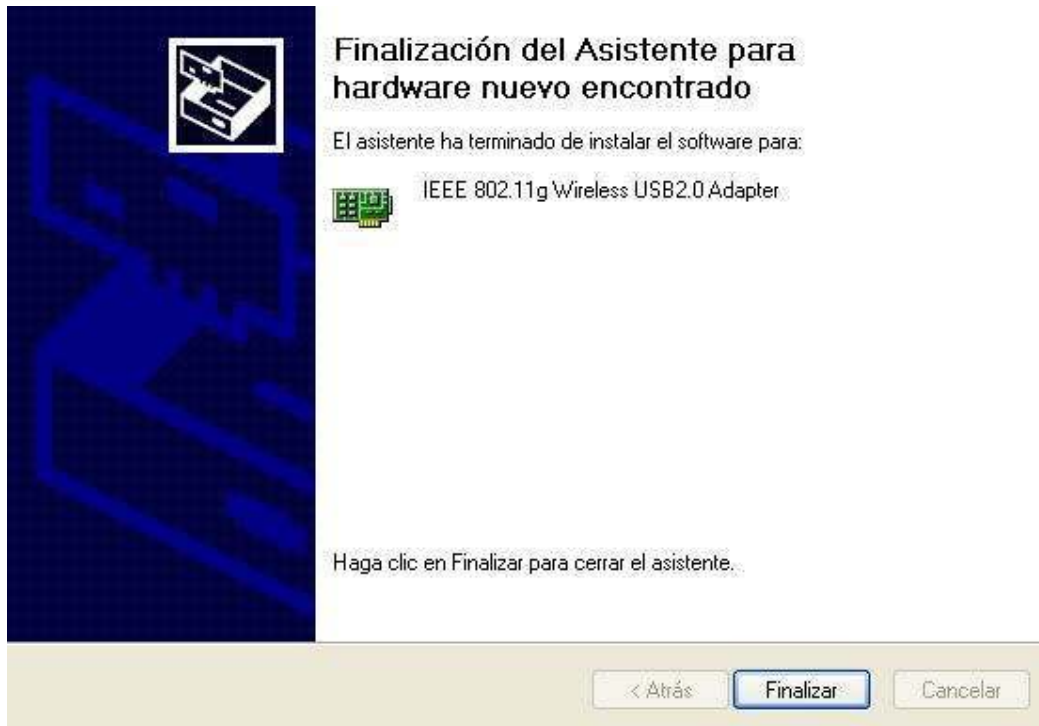 Finalización del Asistente para
hardware nuevo encontrado
El asistente ha terminado de instalar el software para:
IEEE 802.11g Wireless USB2.0 Adapter
Haga clic en Finalizar para cerrar el asistente.
< Atrás Finalizar Cancelar